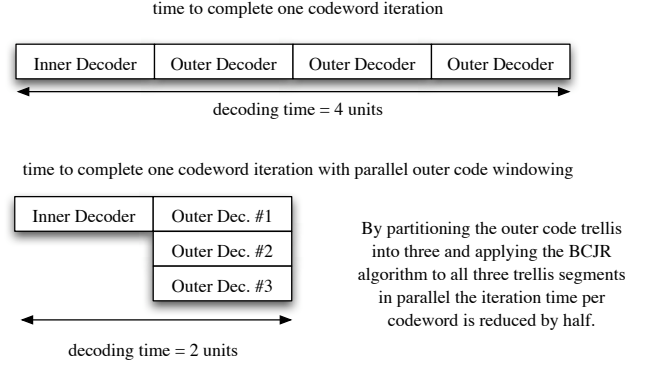 time to complete one codeword iteration
Inner Decoder Outer Decoder Outer Decoder Outer Decoder
decoding time = 4 units
time to complete one codeword iteration with parallel outer code windowing
Inner Decoder Outer Dec. #1
Outer Dec. #2
Outer Dec. #3
By partitioning the outer code trellis
into three and applying the BCJR
algorithm to all three trellis segments
in parallel the iteration time per
codeword is reduced by half.
decoding time = 2 units